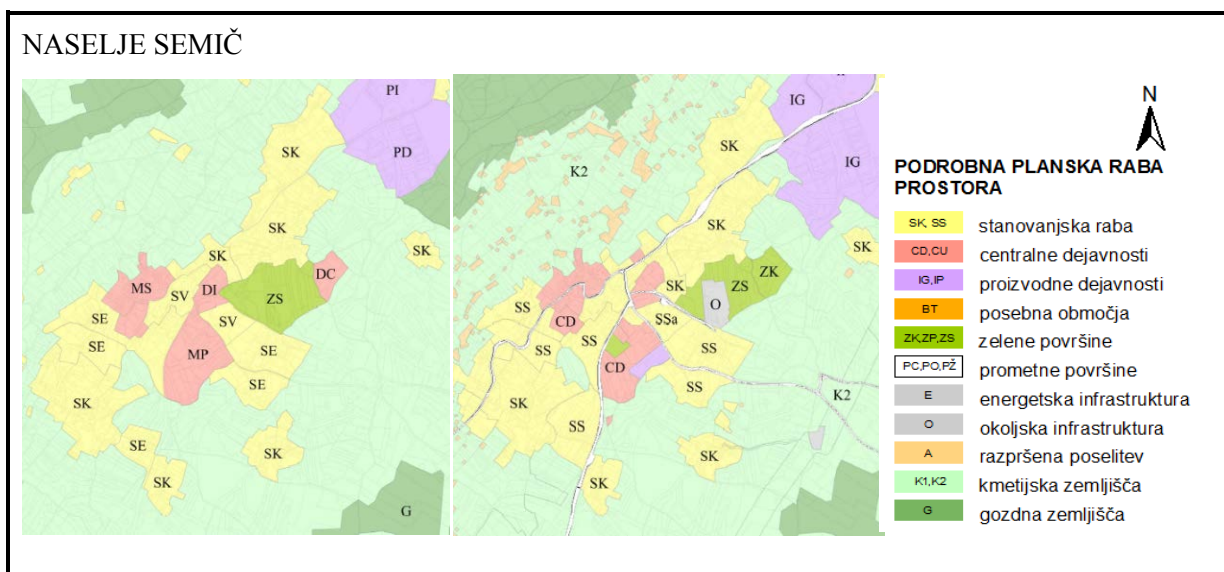 NASELJE SEMIČ
PI
PD
SK
SK
SK
SK
DC
MS
DI
ZS
SV
SV
SE
SE
SE
MP
SE
SK
SE
SK
SK
G
IG
IG
SK
K2
SK
SK
ZK
ZS
SK
O
SS
CD
SSa
SS
SS
SS
CD
SS
K2
SK
SS
SK
SK
N
PODROBNA PLANSKA RABA
PROSTORA
SK, SS stanovanjska raba
CD,CU centralne dejavnosti
IG,IP proizvodne dejavnosti
BT posebna območja
ZK,ZP,ZS zelene površine
PC,PO,PŽ prometne površine
E energetska infrastruktura
O okoljska infrastruktura
A razpršena poselitev
K1,K2 kmetijska zemljišča
G gozdna zemljišča